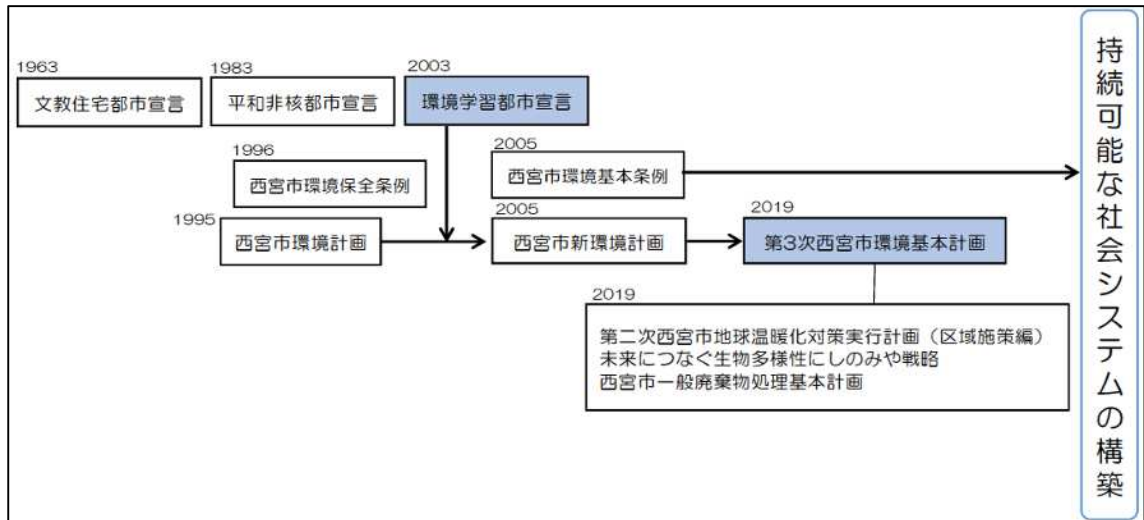 1963
文教住宅都市宣言
1983
平和非核都市宣言
2003
環境学習都市宣言
1996
西宮市環境保全条例
2005
西宮市環境基本条例
1995
西宮市環境計画
2005
西宮市新環境計画
2019
第3次西宮市環境基本計画
2019
第二次西宮市地球温暖化対策実行計画（区域施策編）
未来につなぐ生物多様性にしのみや戦略
西宮市一般廃棄物処理基本計画
持続可能な社会システムの構築